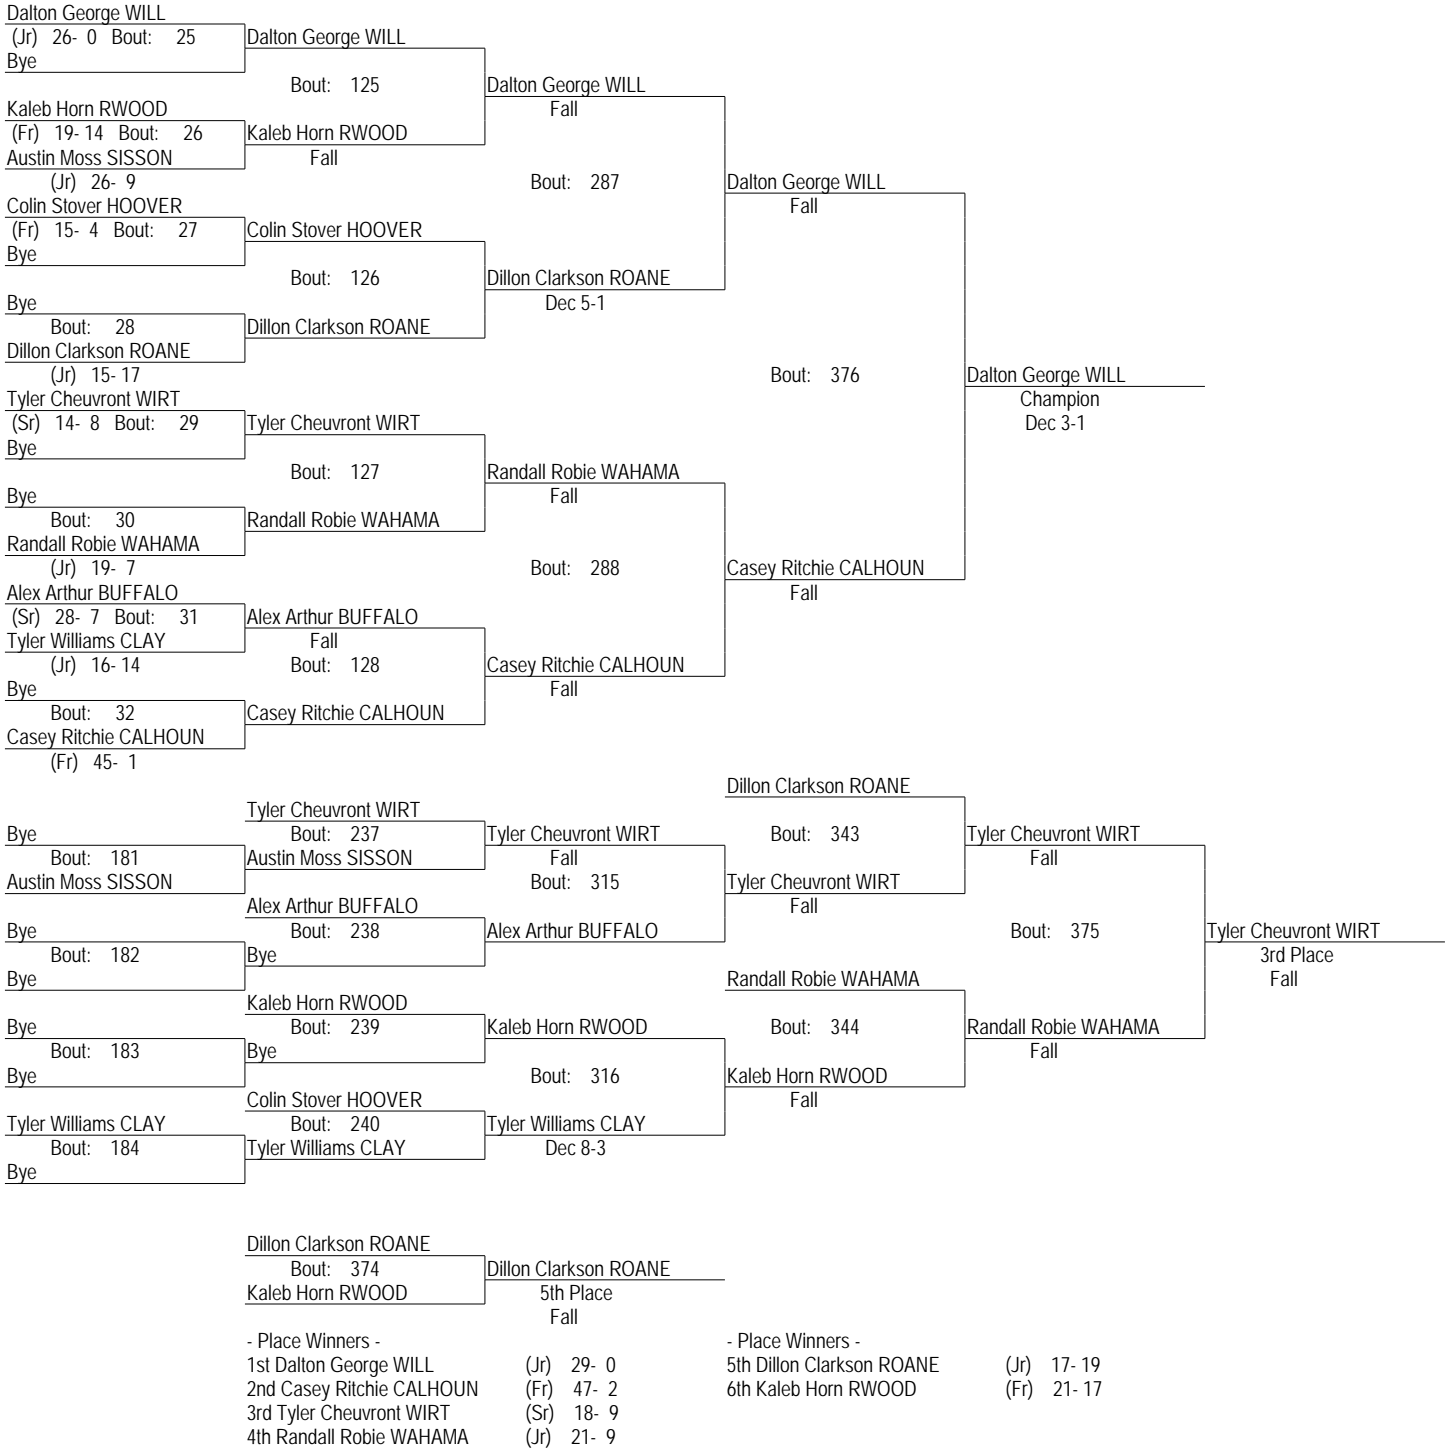 Dalton George WILL
(Jr) 26- 0 Bout: 25
Bye
Dalton George WILL
Bout: 125
Kaleb Horn RWOOD
(Fr) 19- 14 Bout: 26
Austin Moss SISSON
(Jr) 26- 9
Kaleb Horn RWOOD
Fall
Dalton George WILL
Fall
Bout: 287
Colin Stover HOOVER
(Fr) 15- 4 Bout: 27
Bye
Colin Stover HOOVER
Bout: 126
Bye
Bout: 28
Dillon Clarkson ROANE
(Jr) 15- 17
Dillon Clarkson ROANE
Dillon Clarkson ROANE
Dec 5-1
Dalton George WILL
Fall
Bout: 376
Tyler Cheuvront WIRT
(Sr) 14- 8 Bout: 29
Bye
Tyler Cheuvront WIRT
Bout: 127
Bye
Bout: 30
Randall Robie WAHAMA
(Jr) 19- 7
Randall Robie WAHAMA
Randall Robie WAHAMA
Fall
Bout: 288
Alex Arthur BUFFALO
(Sr) 28- 7 Bout: 31
Tyler Williams CLAY
(Jr) 16- 14
Alex Arthur BUFFALO
Fall
Bout: 128
Bye
Bout: 32
Casey Ritchie CALHOUN
(Fr) 45- 1
Casey Ritchie CALHOUN
Casey Ritchie CALHOUN
Fall
Casey Ritchie CALHOUN
Fall
Dalton George WILL
Champion
Dec 3-1
Bye
Bout: 181
Austin Moss SISSON
Tyler Cheuvront WIRT
Bout: 237
Austin Moss SISSON
Tyler Cheuvront WIRT
Fall
Bout: 315
Bye
Bout: 182
Bye
Alex Arthur BUFFALO
Bout: 238
Bye
Alex Arthur BUFFALO
Dillon Clarkson ROANE
Bout: 343
Tyler Cheuvront WIRT
Fall
Tyler Cheuvront WIRT
Fall
Bout: 375
Bye
Bout: 183
Bye
Kaleb Horn RWOOD
Bout: 239
Bye
Kaleb Horn RWOOD
Bout: 316
Tyler Williams CLAY
Bout: 184
Bye
Colin Stover HOOVER
Bout: 240
Tyler Williams CLAY
Tyler Williams CLAY
Dec 8-3
Randall Robie WAHAMA
Bout: 344
Kaleb Horn RWOOD
Fall
Randall Robie WAHAMA
Fall
Tyler Cheuvront WIRT
3rd Place
Fall
Dillon Clarkson ROANE
Bout: 374
Kaleb Horn RWOOD
Dillon Clarkson ROANE
5th Place
Fall
- Place Winners -
1st Dalton George WILL (Jr) 29- 0
2nd Casey Ritchie CALHOUN (Fr) 47- 2
3rd Tyler Cheuvront WIRT (Sr) 18- 9
4th Randall Robie WAHAMA (Jr) 21- 9
- Place Winners -
5th Dillon Clarkson ROANE (Jr) 17- 19
6th Kaleb Horn RWOOD (Fr) 21- 17